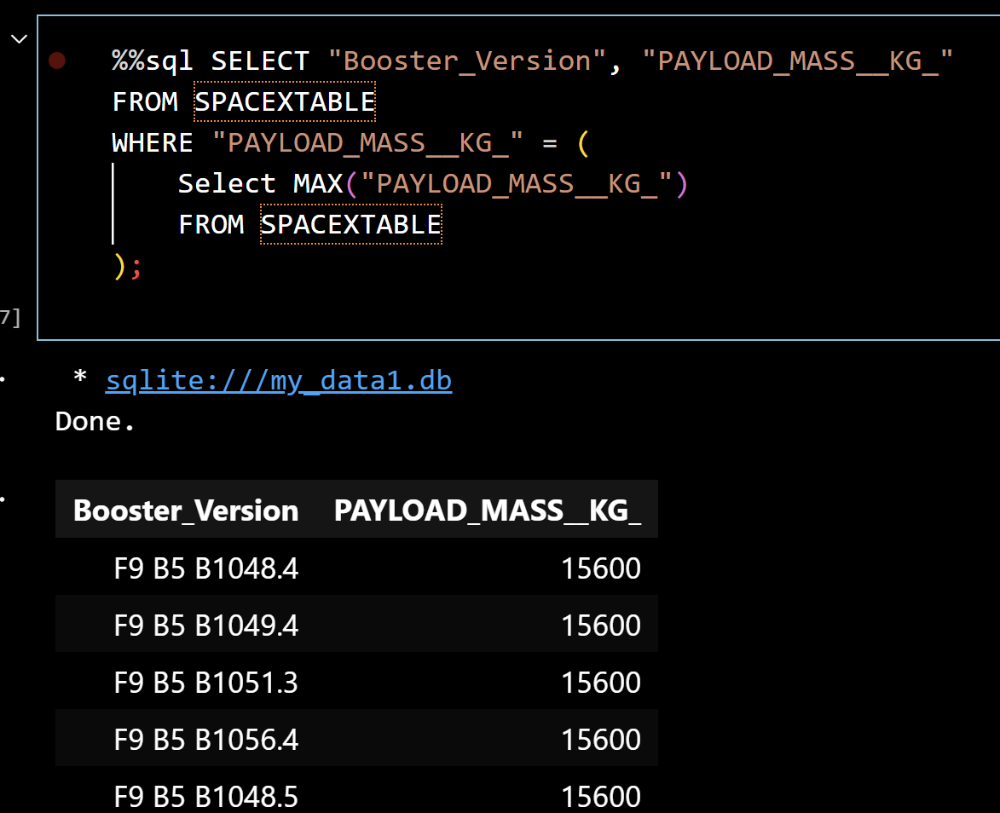 %%sql SELECT "Booster_Version", "PAYLOAD_MASS__KG_"
FROM SPACEXTABLE
WHERE "PAYLOAD_MASS__KG_" = (
    Select MAX("PAYLOAD_MASS__KG_")
    FROM SPACEXTABLE
);
7]
* sqlite:///my_data1.db
Done.
Booster_Version PAYLOAD_MASS__KG_
F9 B5 B1048.4 15600
F9 B5 B1049.4 15600
F9 B5 B1051.3 15600
F9 B5 B1056.4 15600
F9 B5 B1048.5 15600